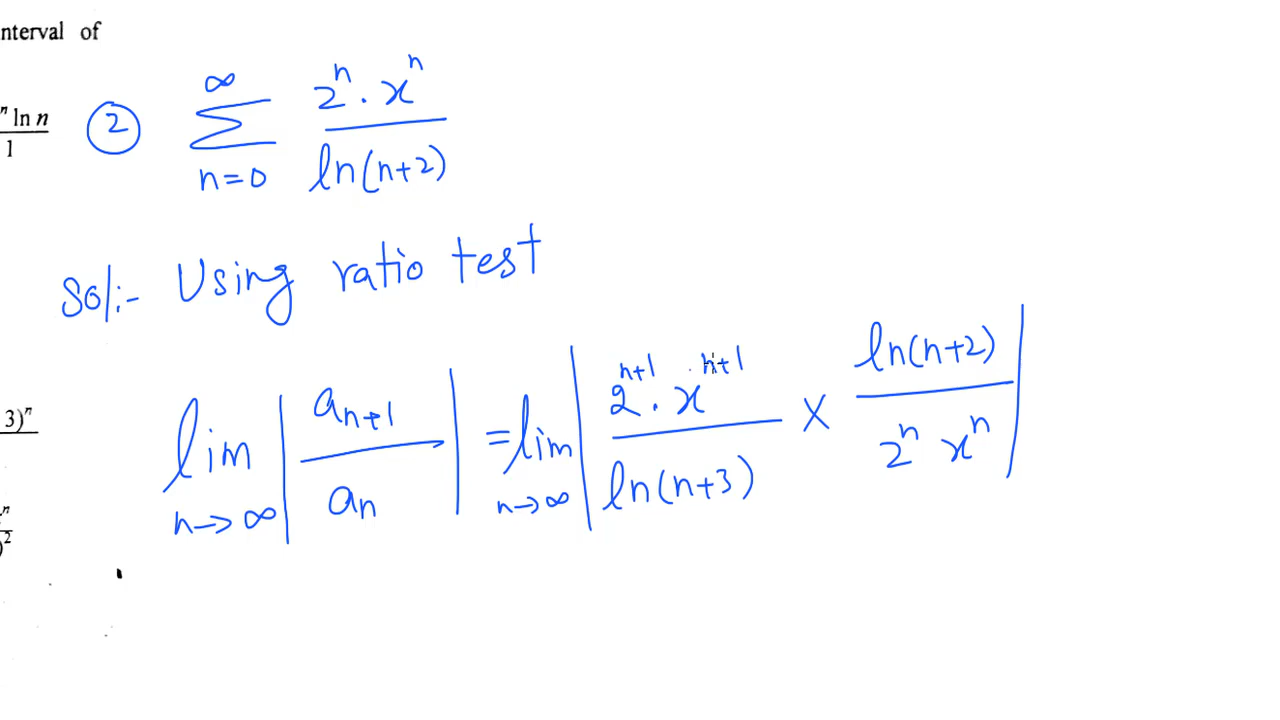 nterval of
ⁿ ln n
1
② ∞ Σ n=0 2ⁿ · xⁿ / ln(n+2)
Sol:- Using ratio test
3)ⁿ
lim n→∞ | aₙ₊₁ / aₙ | = lim n→∞ | 2ⁿ⁺¹ · xⁿ⁺¹ / ln(n+3) × ln(n+2) / 2ⁿ xⁿ |
n
)²